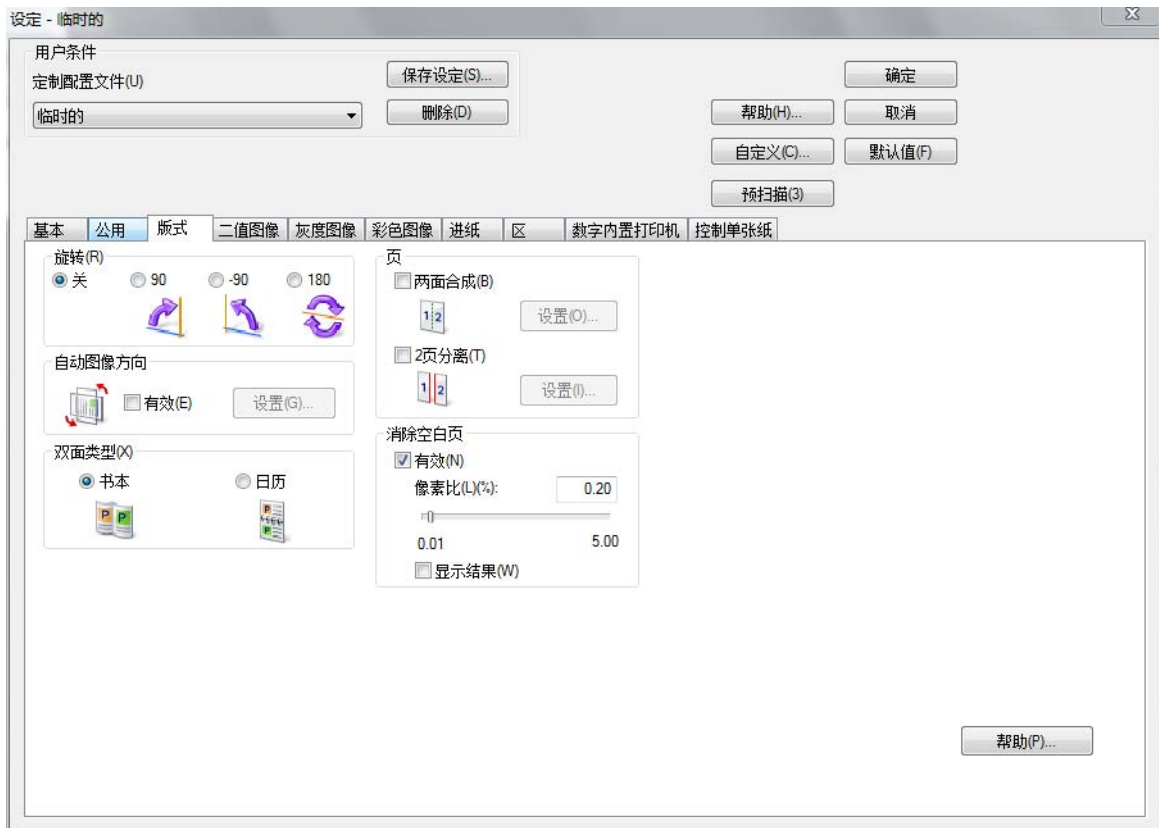 设定 - 临时的
用户条件
定制配置文件(U)
保存设定(S)...
临时的
删除(D)
确定
帮助(H)...
取消
自定义(C)...
默认值(F)
预扫描(3)
基本 公用 版式 二值图像 灰度图像 彩色图像 进纸 区 数字内置打印机 控制单张纸
旋转(R)
关 90 -90 180
自动图像方向
有效(E)
设置(G)...
双面类型(X)
书本 日历
P P
P
P
页
两面合成(B)
1 2
设置(O)...
2页分离(T)
1 2
设置(I)...
消除空白页
有效(N)
像素比(L)(%): 0.20
0.01 5.00
显示结果(W)
帮助(P)...